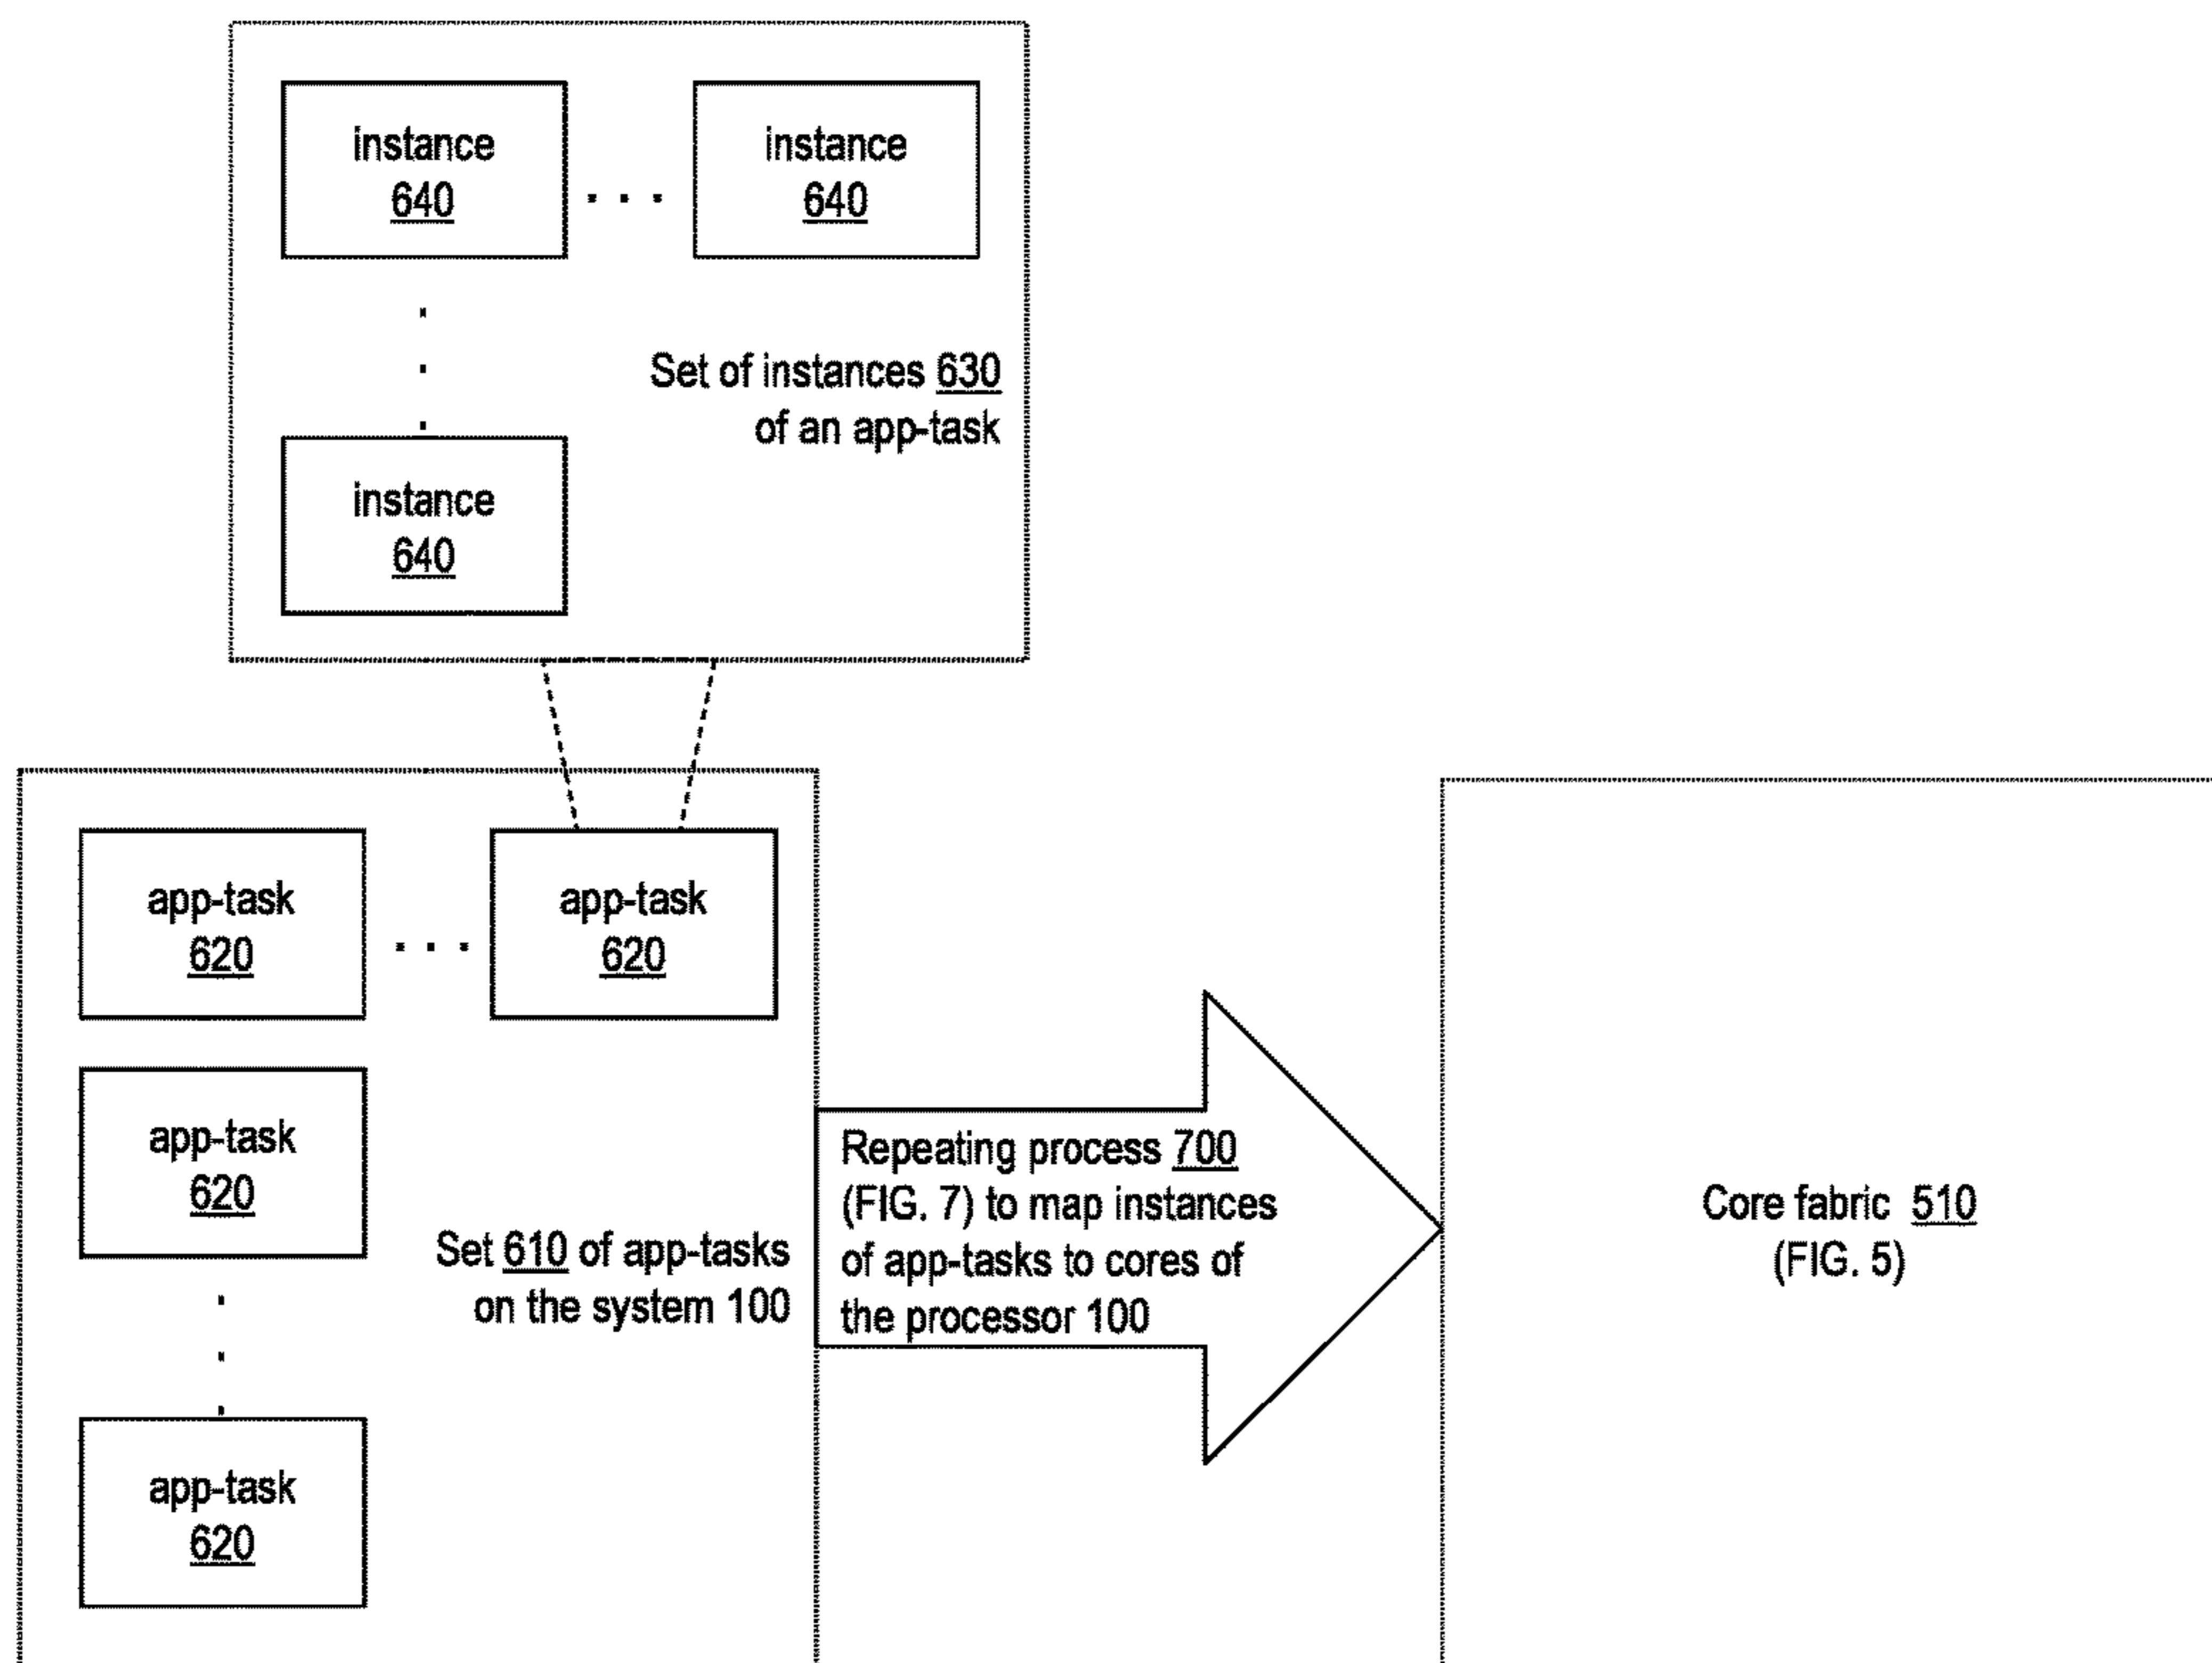 instance
640
. . .
instance
640
Set of instances 630
of an app-task
instance
640
app-task
620
. . .
app-task
620
app-task
620
Set 610 of app-tasks
on the system 100
app-task
620
Repeating process 700
(FIG. 7) to map instances
of app-tasks to cores of
the processor 100
Core fabric 510
(FIG. 5)